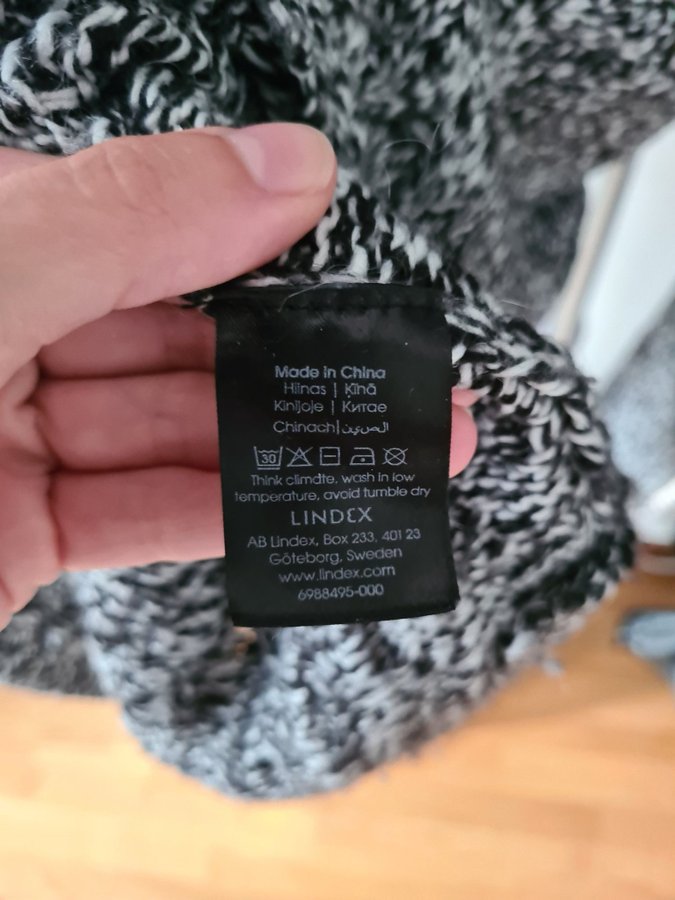 Made in China
Hiinas | Ķīnā
Kinijoje | Китае
Chinach|الصين
30
Think climate, wash in low
temperature, avoid tumble dry
LINDEX
AB Lindex, Box 233, 401 23
Göteborg, Sweden
www.lindex.com
6988495-000